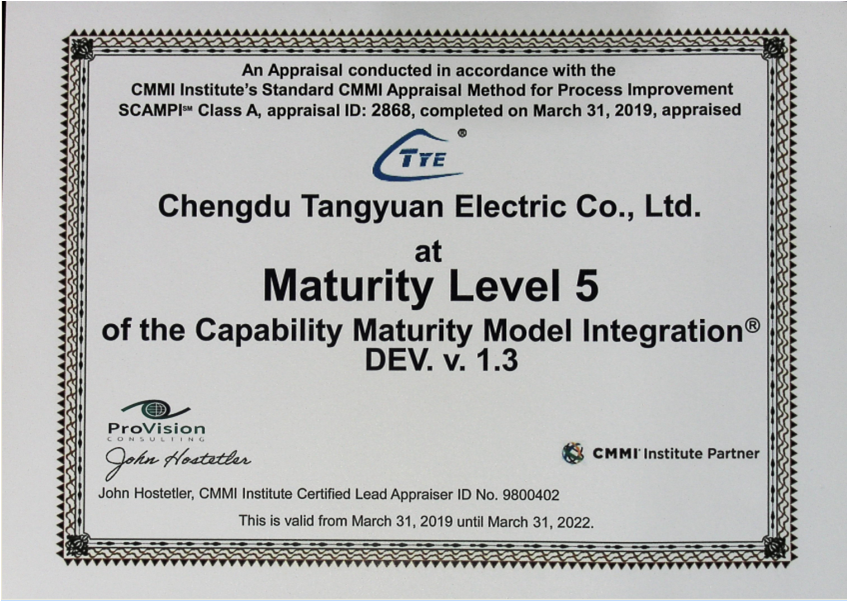 An Appraisal conducted in accordance with the
CMMI Institute's Standard CMMI Appraisal Method for Process Improvement
SCAMPI℠ Class A, appraisal ID: 2868, completed on March 31, 2019, appraised
TYE ®
Chengdu Tangyuan Electric Co., Ltd.
at
Maturity Level 5
of the Capability Maturity Model Integration®
DEV. v. 1.3
ProVision
CONSULTING
John Hostetler
CMMI® Institute Partner
John Hostetler, CMMI Institute Certified Lead Appraiser ID No. 9800402
This is valid from March 31, 2019 until March 31, 2022.